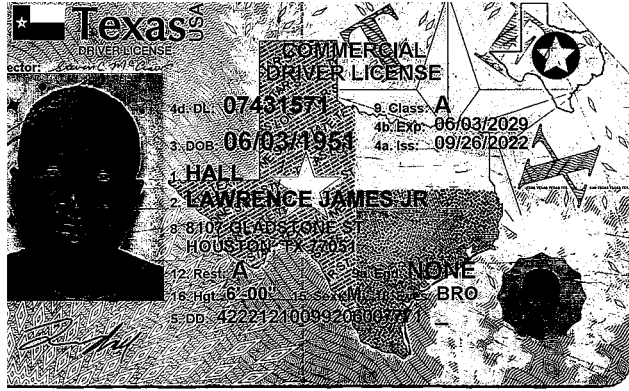 Texas USA
DRIVER LICENSE
COMMERCIAL
DRIVER LICENSE
4d. DL: 07431571 9. Class: A
4b. Exp: 06/03/2029
3. DOB: 06/03/1951 4a. Iss: 09/26/2022
1. HALL
2. LAWRENCE JAMES JR
8. 8107 GLADSTONE ST
HOUSTON, TX 77051
12. Rest: A 9a. End: NONE
16. Hgt: 6'-00" 15. Sex: M 18. Eyes: BRO
5. DD: